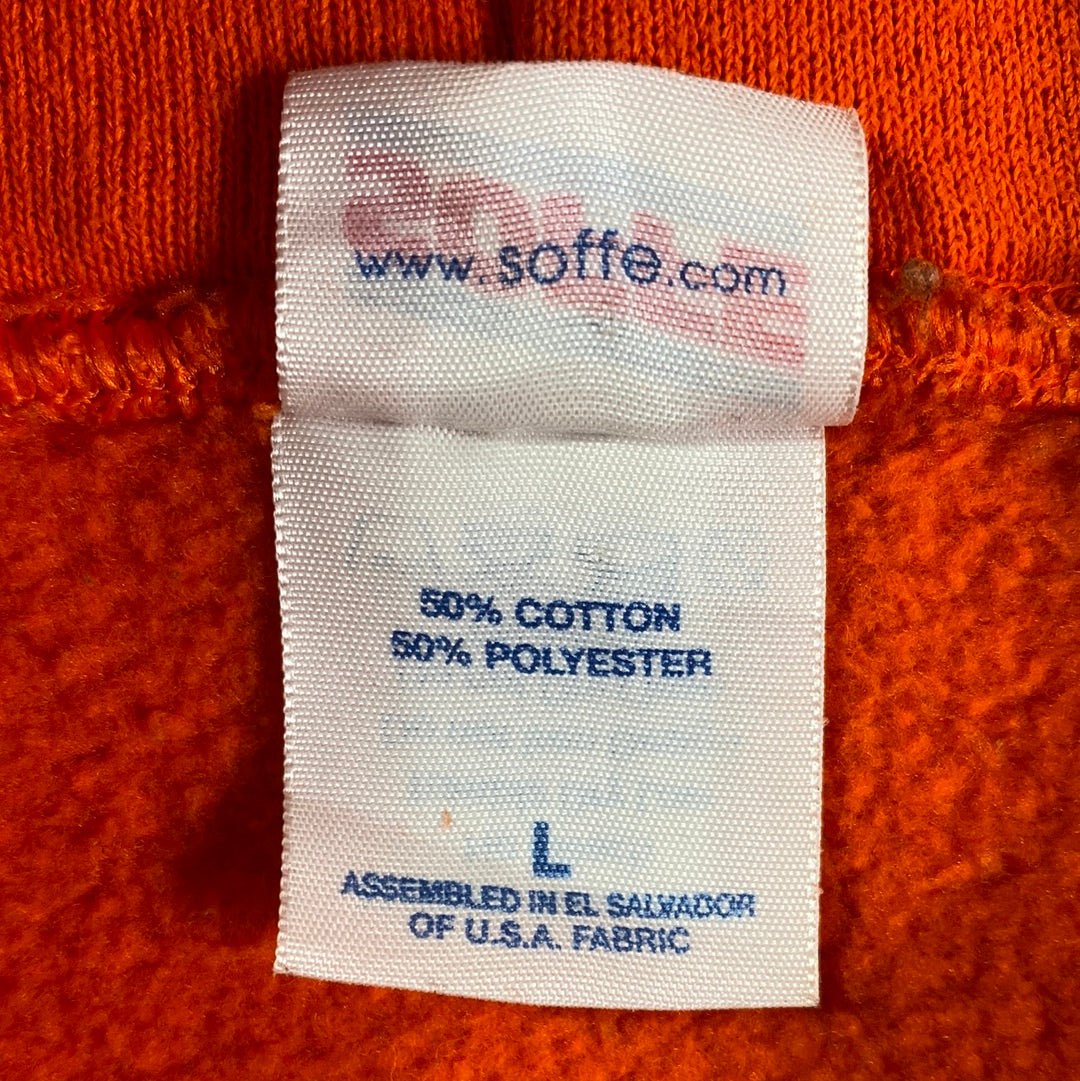 www.soffe.com
50% COTTON
50% POLYESTER
L
ASSEMBLED IN EL SALVADOR
OF U.S.A. FABRIC